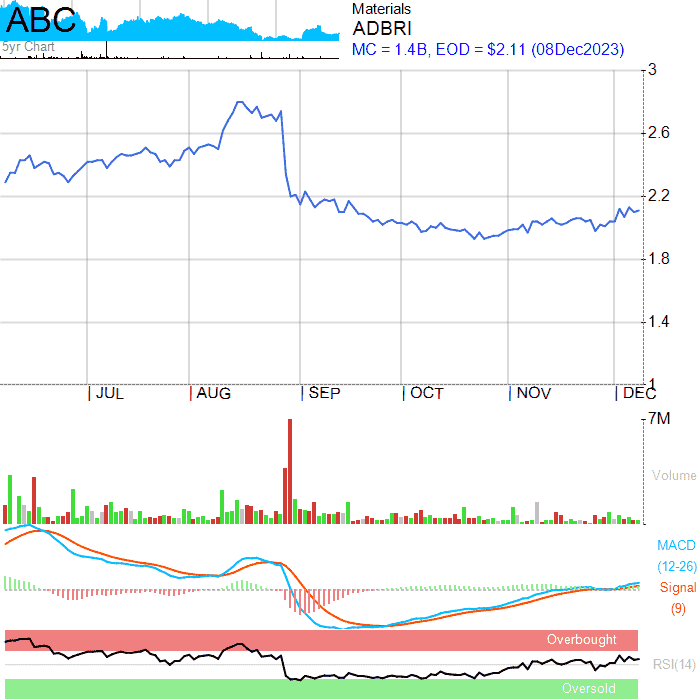 ABC
5yr Chart
Materials
ADBRI
MC = 1.4B, EOD = $2.11 (08Dec2023)
3
2.6
2.2
1.8
1.4
1
JUL AUG SEP OCT NOV DEC
7M
Volume
MACD
(12-26)
Signal
(9)
Overbought
RSI(14)
Oversold